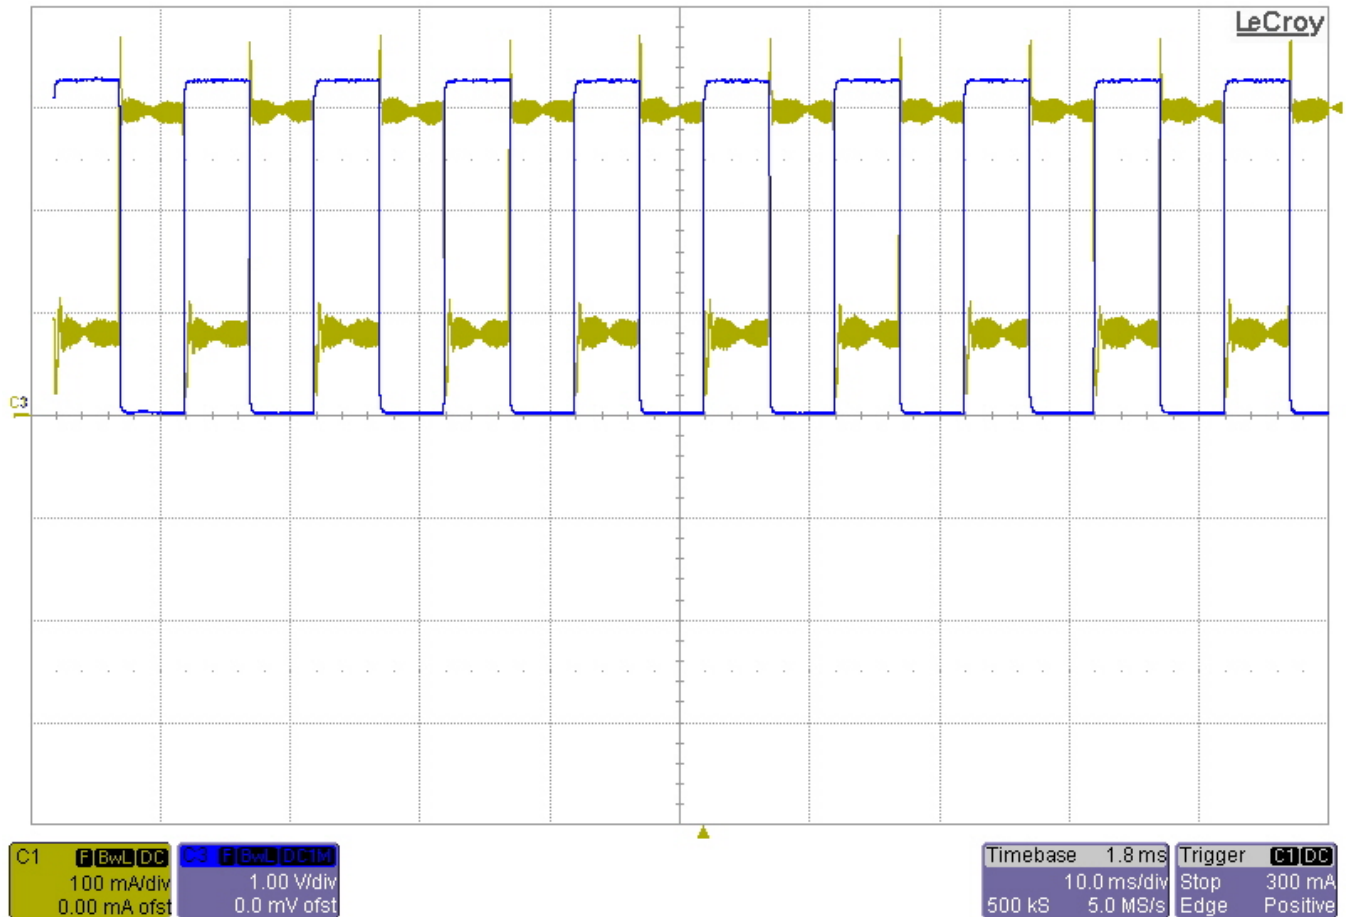 LeCroy
C3
C1 F BwL DC
100 mA/div
0.00 mA ofst
C3 F BwL DC1M
1.00 V/div
0.0 mV ofst
Timebase 1.8 ms
10.0 ms/div
500 kS 5.0 MS/s
Trigger C1 DC
Stop 300 mA
Edge Positive